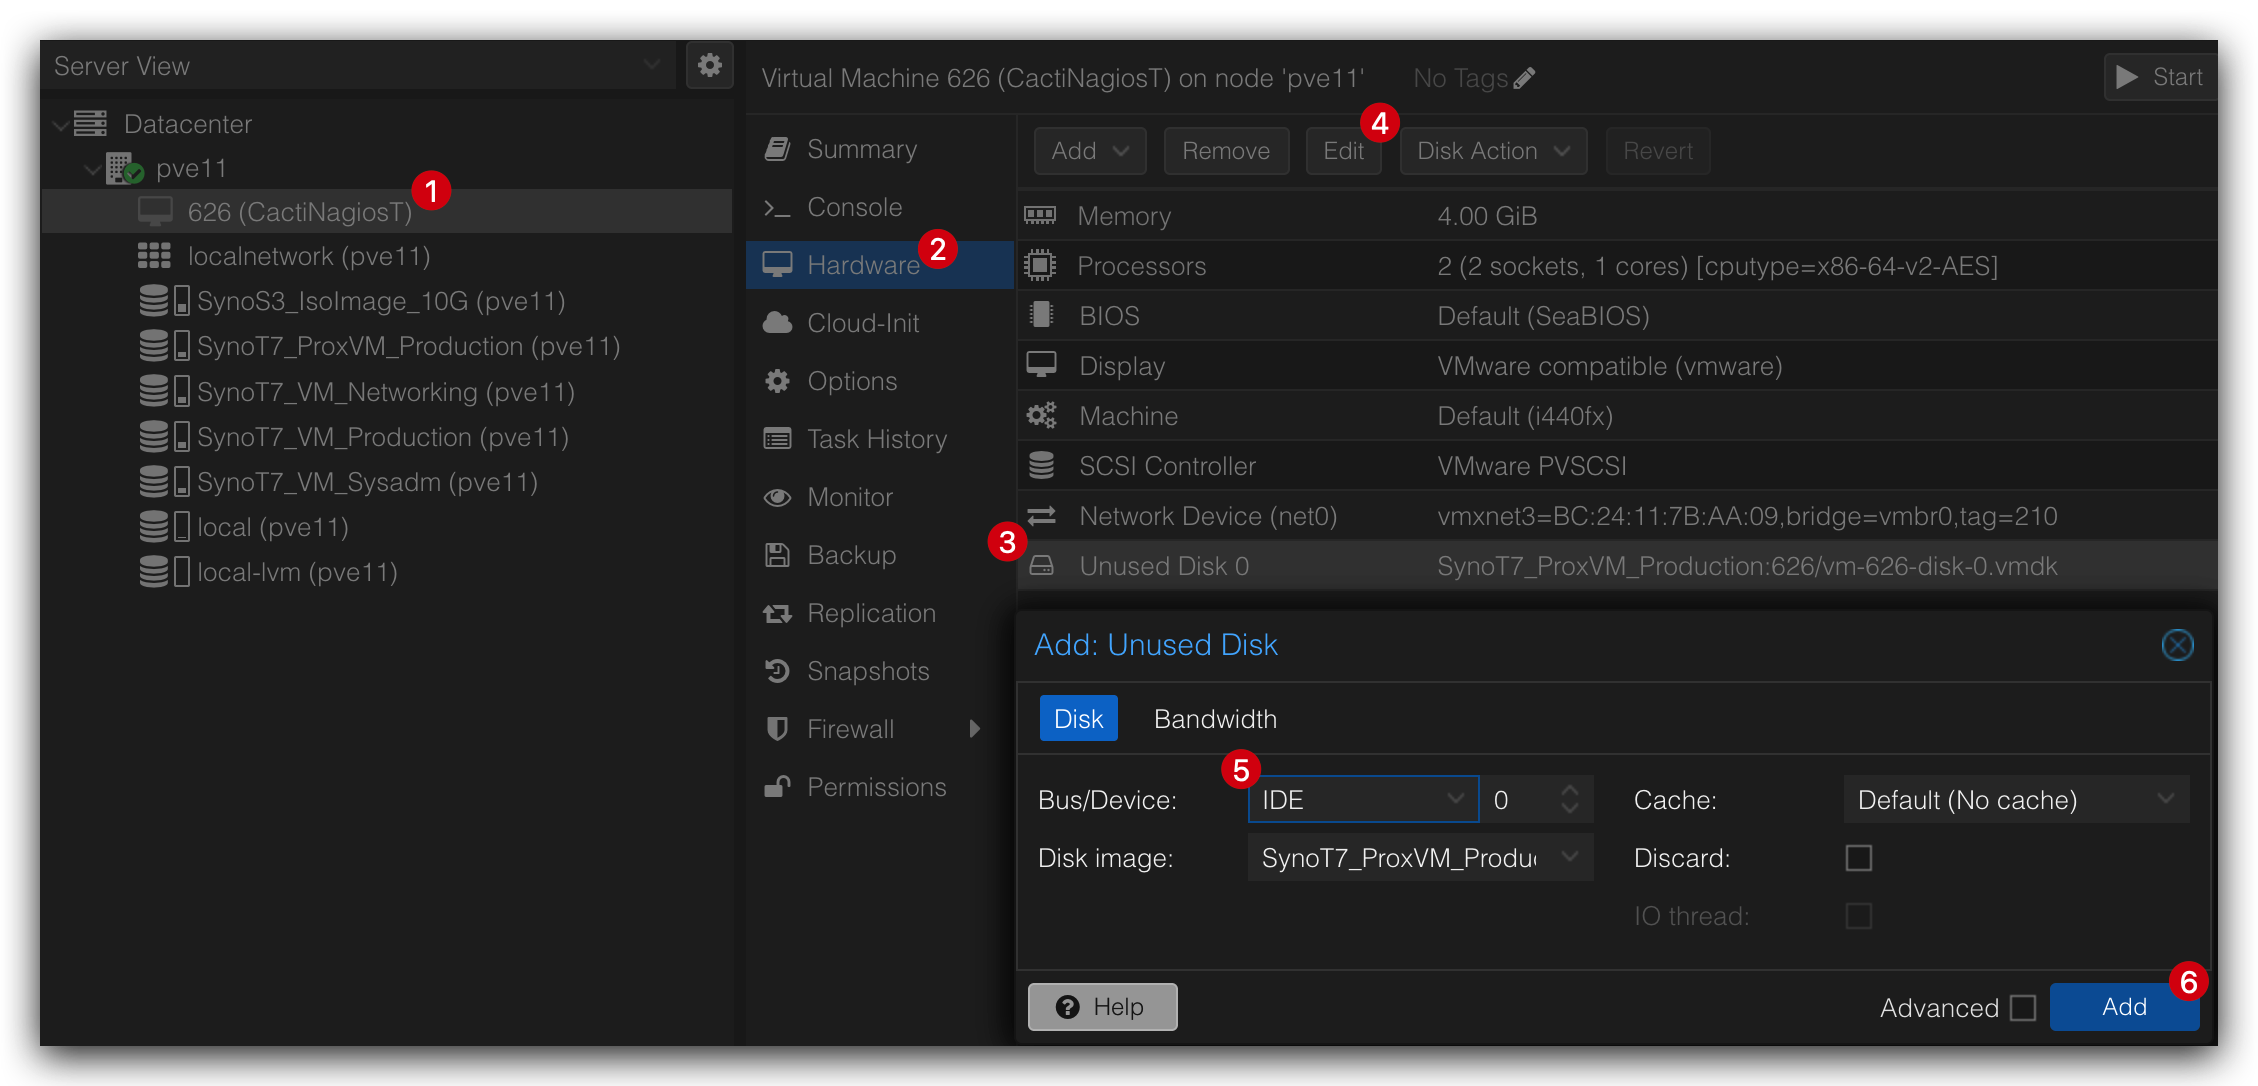 Server View
Datacenter
pve11
1
626 (CactiNagiosT)
localnetwork (pve11)
SynoS3_IsoImage_10G (pve11)
SynoT7_ProxVM_Production (pve11)
SynoT7_VM_Networking (pve11)
SynoT7_VM_Production (pve11)
SynoT7_VM_Sysadm (pve11)
local (pve11)
local-lvm (pve11)
Virtual Machine 626 (CactiNagiosT) on node 'pve11' No Tags Start
Summary
Console
2
Hardware
Cloud-Init
Options
Task History
Monitor
Backup
Replication
Snapshots
Firewall
Permissions
4
Add Remove Edit Disk Action Revert
Memory 4.00 GiB
Processors 2 (2 sockets, 1 cores) [cputype=x86-64-v2-AES]
BIOS Default (SeaBIOS)
Display VMware compatible (vmware)
Machine Default (i440fx)
SCSI Controller VMware PVSCSI
Network Device (net0) vmxnet3=BC:24:11:7B:AA:09,bridge=vmbr0,tag=210
3
Unused Disk 0 SynoT7_ProxVM_Production:626/vm-626-disk-0.vmdk
Add: Unused Disk
Disk Bandwidth
5
Bus/Device: IDE 0 Cache: Default (No cache)
Disk image: SynoT7_ProxVM_Produ Discard:
IO thread:
6
Help Advanced Add